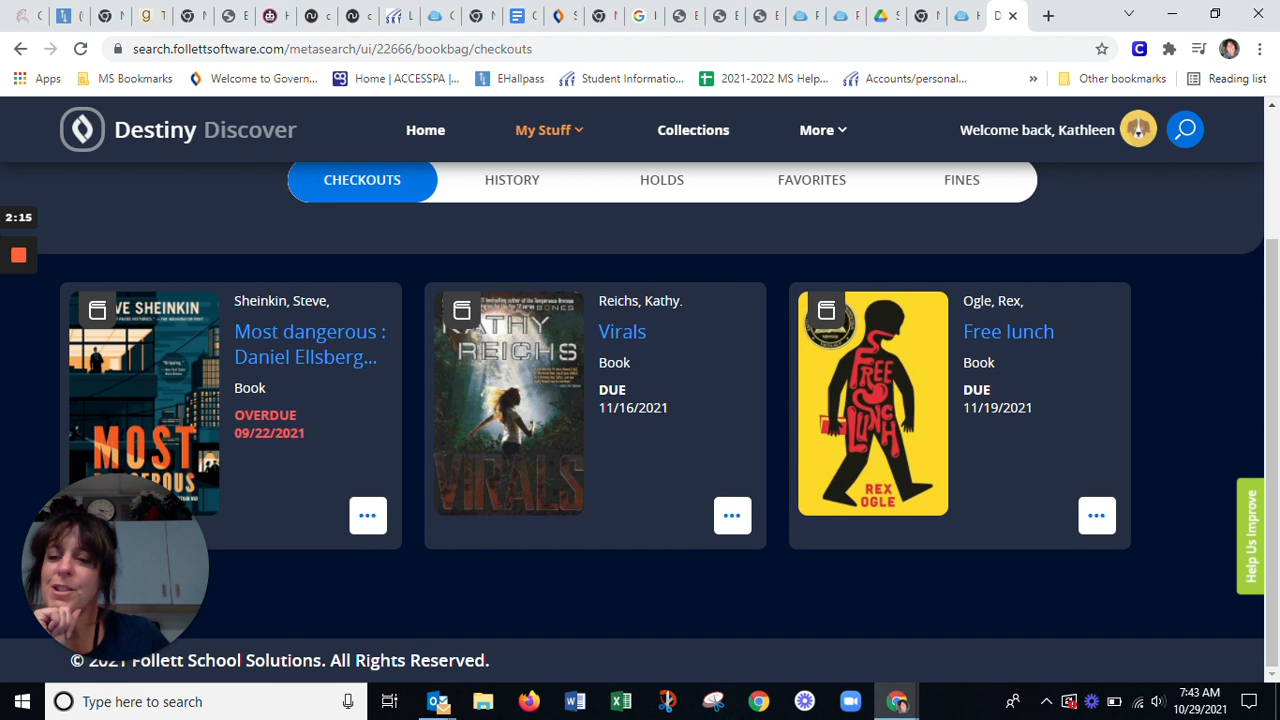 search.follettsoftware.com/metasearch/ui/22666/bookbag/checkouts
Apps MS Bookmarks Welcome to Govern... Home | ACCESSPA |... EHallpass Student Informatio... 2021-2022 MS Help... Accounts/personal... » Other bookmarks Reading list
Destiny Discover Home My Stuff Collections More Welcome back, Kathleen
CHECKOUTS HISTORY HOLDS FAVORITES FINES
2:15
Sheinkin, Steve,
Most dangerous :
Daniel Ellsberg...
Book
OVERDUE
09/22/2021
VE SHEINKIN
MOST
Reichs, Kathy.
Virals
Book
DUE
11/16/2021
KATHY
REICHS
VIRALS
Ogle, Rex,
Free lunch
Book
DUE
11/19/2021
FREE
LUNCH
REX
OGLE
Help Us Improve
© 2021 Follett School Solutions. All Rights Reserved.
Type here to search
7:43 AM
10/29/2021